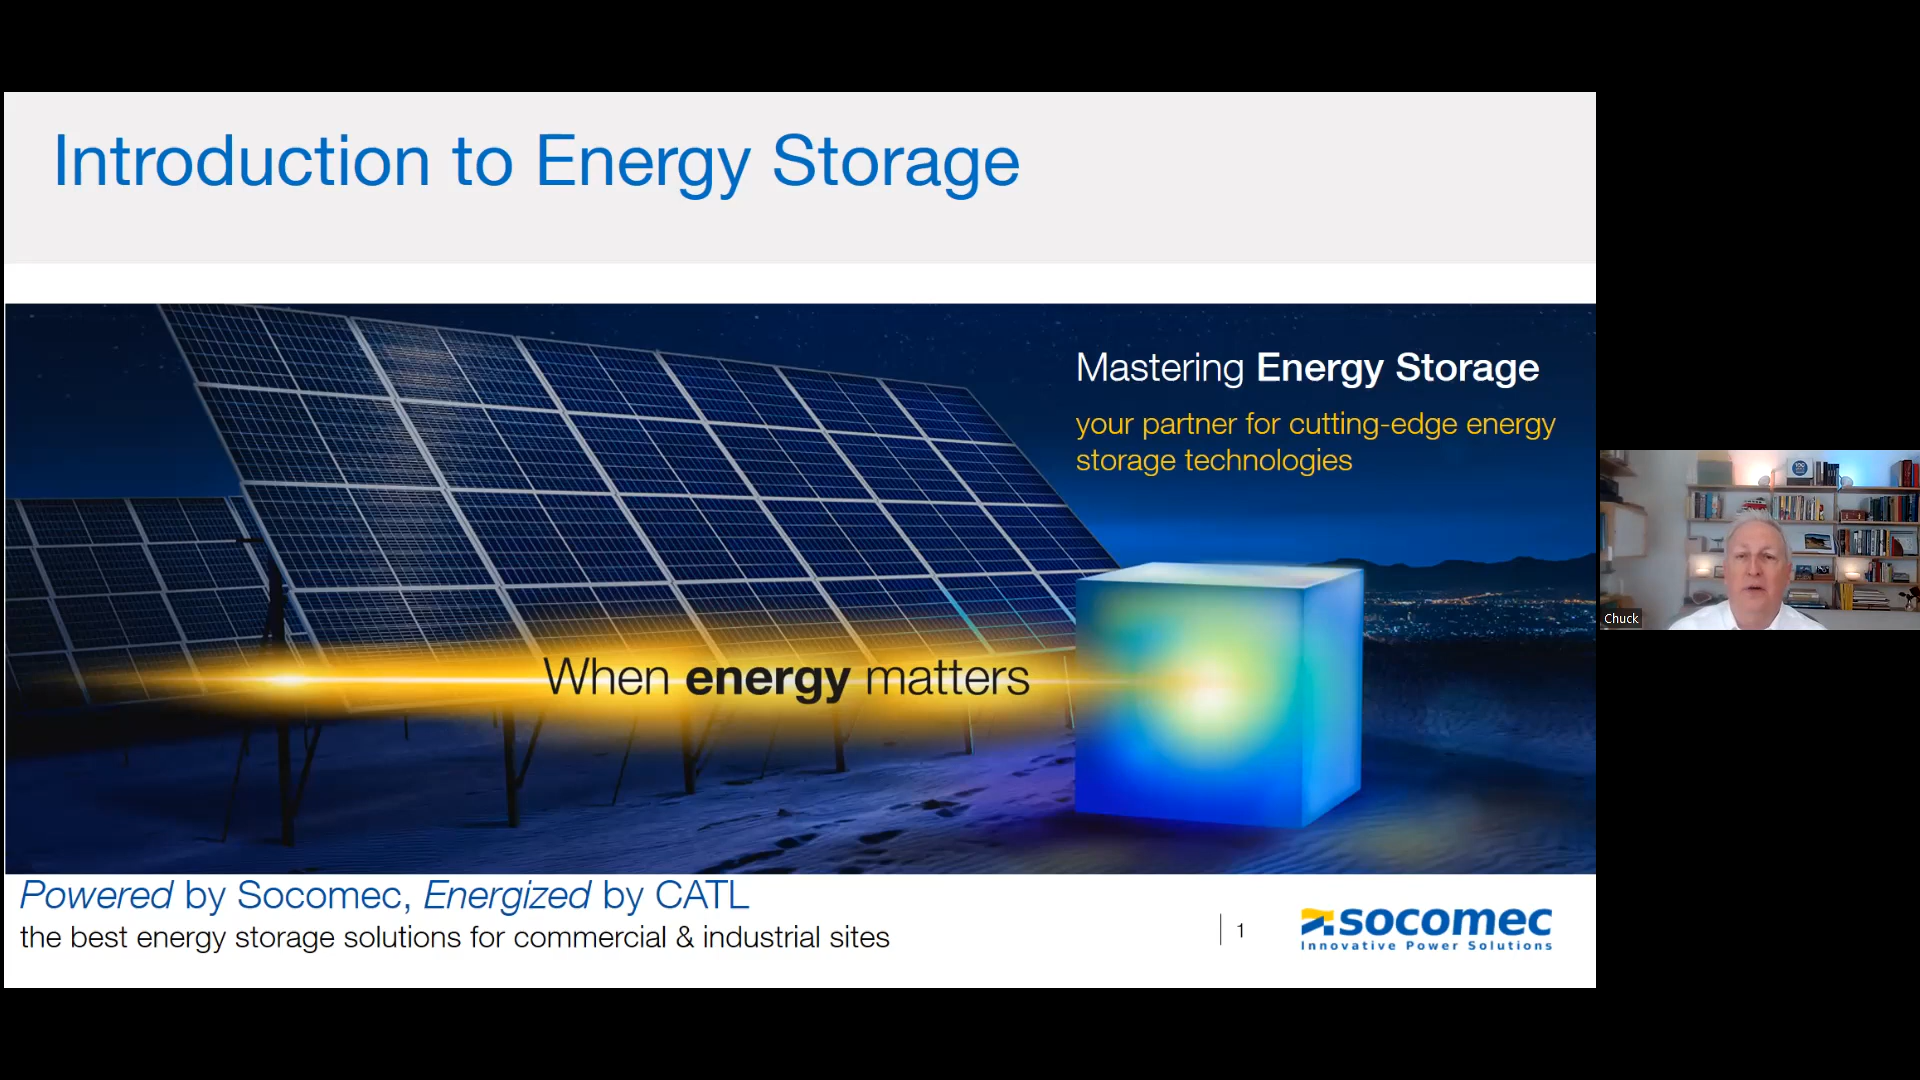 Introduction to Energy Storage
Mastering Energy Storage
your partner for cutting-edge energy
storage technologies
When energy matters
Powered by Socomec, Energized by CATL
the best energy storage solutions for commercial & industrial sites
1
socomec
Innovative Power Solutions
Chuck